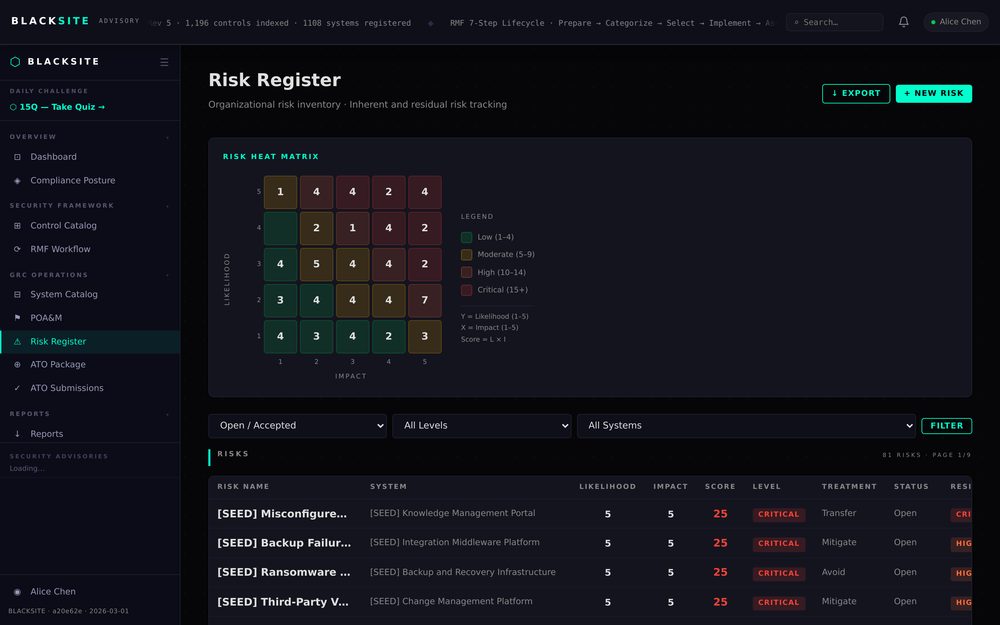 BLACKSITE ADVISORY
Rev 5 · 1,196 controls indexed · 1108 systems registered ◆ RMF 7-Step Lifecycle · Prepare → Categorize → Select → Implement → As
⌕ Search…
Alice Chen
⬡ BLACKSITE ☰
DAILY CHALLENGE
⬡ 15Q — Take Quiz →
OVERVIEW ▾
⊡ Dashboard
◈ Compliance Posture
SECURITY FRAMEWORK ▾
⊞ Control Catalog
⟳ RMF Workflow
GRC OPERATIONS ▾
⊟ System Catalog
⚑ POA&M
⚠ Risk Register
⊕ ATO Package
✓ ATO Submissions
REPORTS ▾
↓ Reports
SECURITY ADVISORIES
Loading…
◉ Alice Chen
BLACKSITE · a20e62e · 2026-03-01
Risk Register
Organizational risk inventory · Inherent and residual risk tracking
↓ EXPORT
+ NEW RISK
RISK HEAT MATRIX
LIKELIHOOD
5 1 4 4 2 4
4 2 1 4 2
3 4 5 4 4 2
2 3 4 4 4 7
1 4 3 4 2 3
1 2 3 4 5
IMPACT
LEGEND
Low (1–4)
Moderate (5–9)
High (10–14)
Critical (15+)
Y = Likelihood (1–5)
X = Impact (1–5)
Score = L × I
Open / Accepted
All Levels
All Systems
FILTER
RISKS
81 RISKS · PAGE 1/9
RISK NAME SYSTEM LIKELIHOOD IMPACT SCORE LEVEL TREATMENT STATUS RESI
[SEED] Misconfigure… [SEED] Knowledge Management Portal 5 5 25 CRITICAL Transfer Open CRI
[SEED] Backup Failur… [SEED] Integration Middleware Platform 5 5 25 CRITICAL Mitigate Open HIG
[SEED] Ransomware … [SEED] Backup and Recovery Infrastructure 5 5 25 CRITICAL Avoid Open HIG
[SEED] Third-Party V… [SEED] Change Management Platform 5 5 25 CRITICAL Mitigate Open HIG